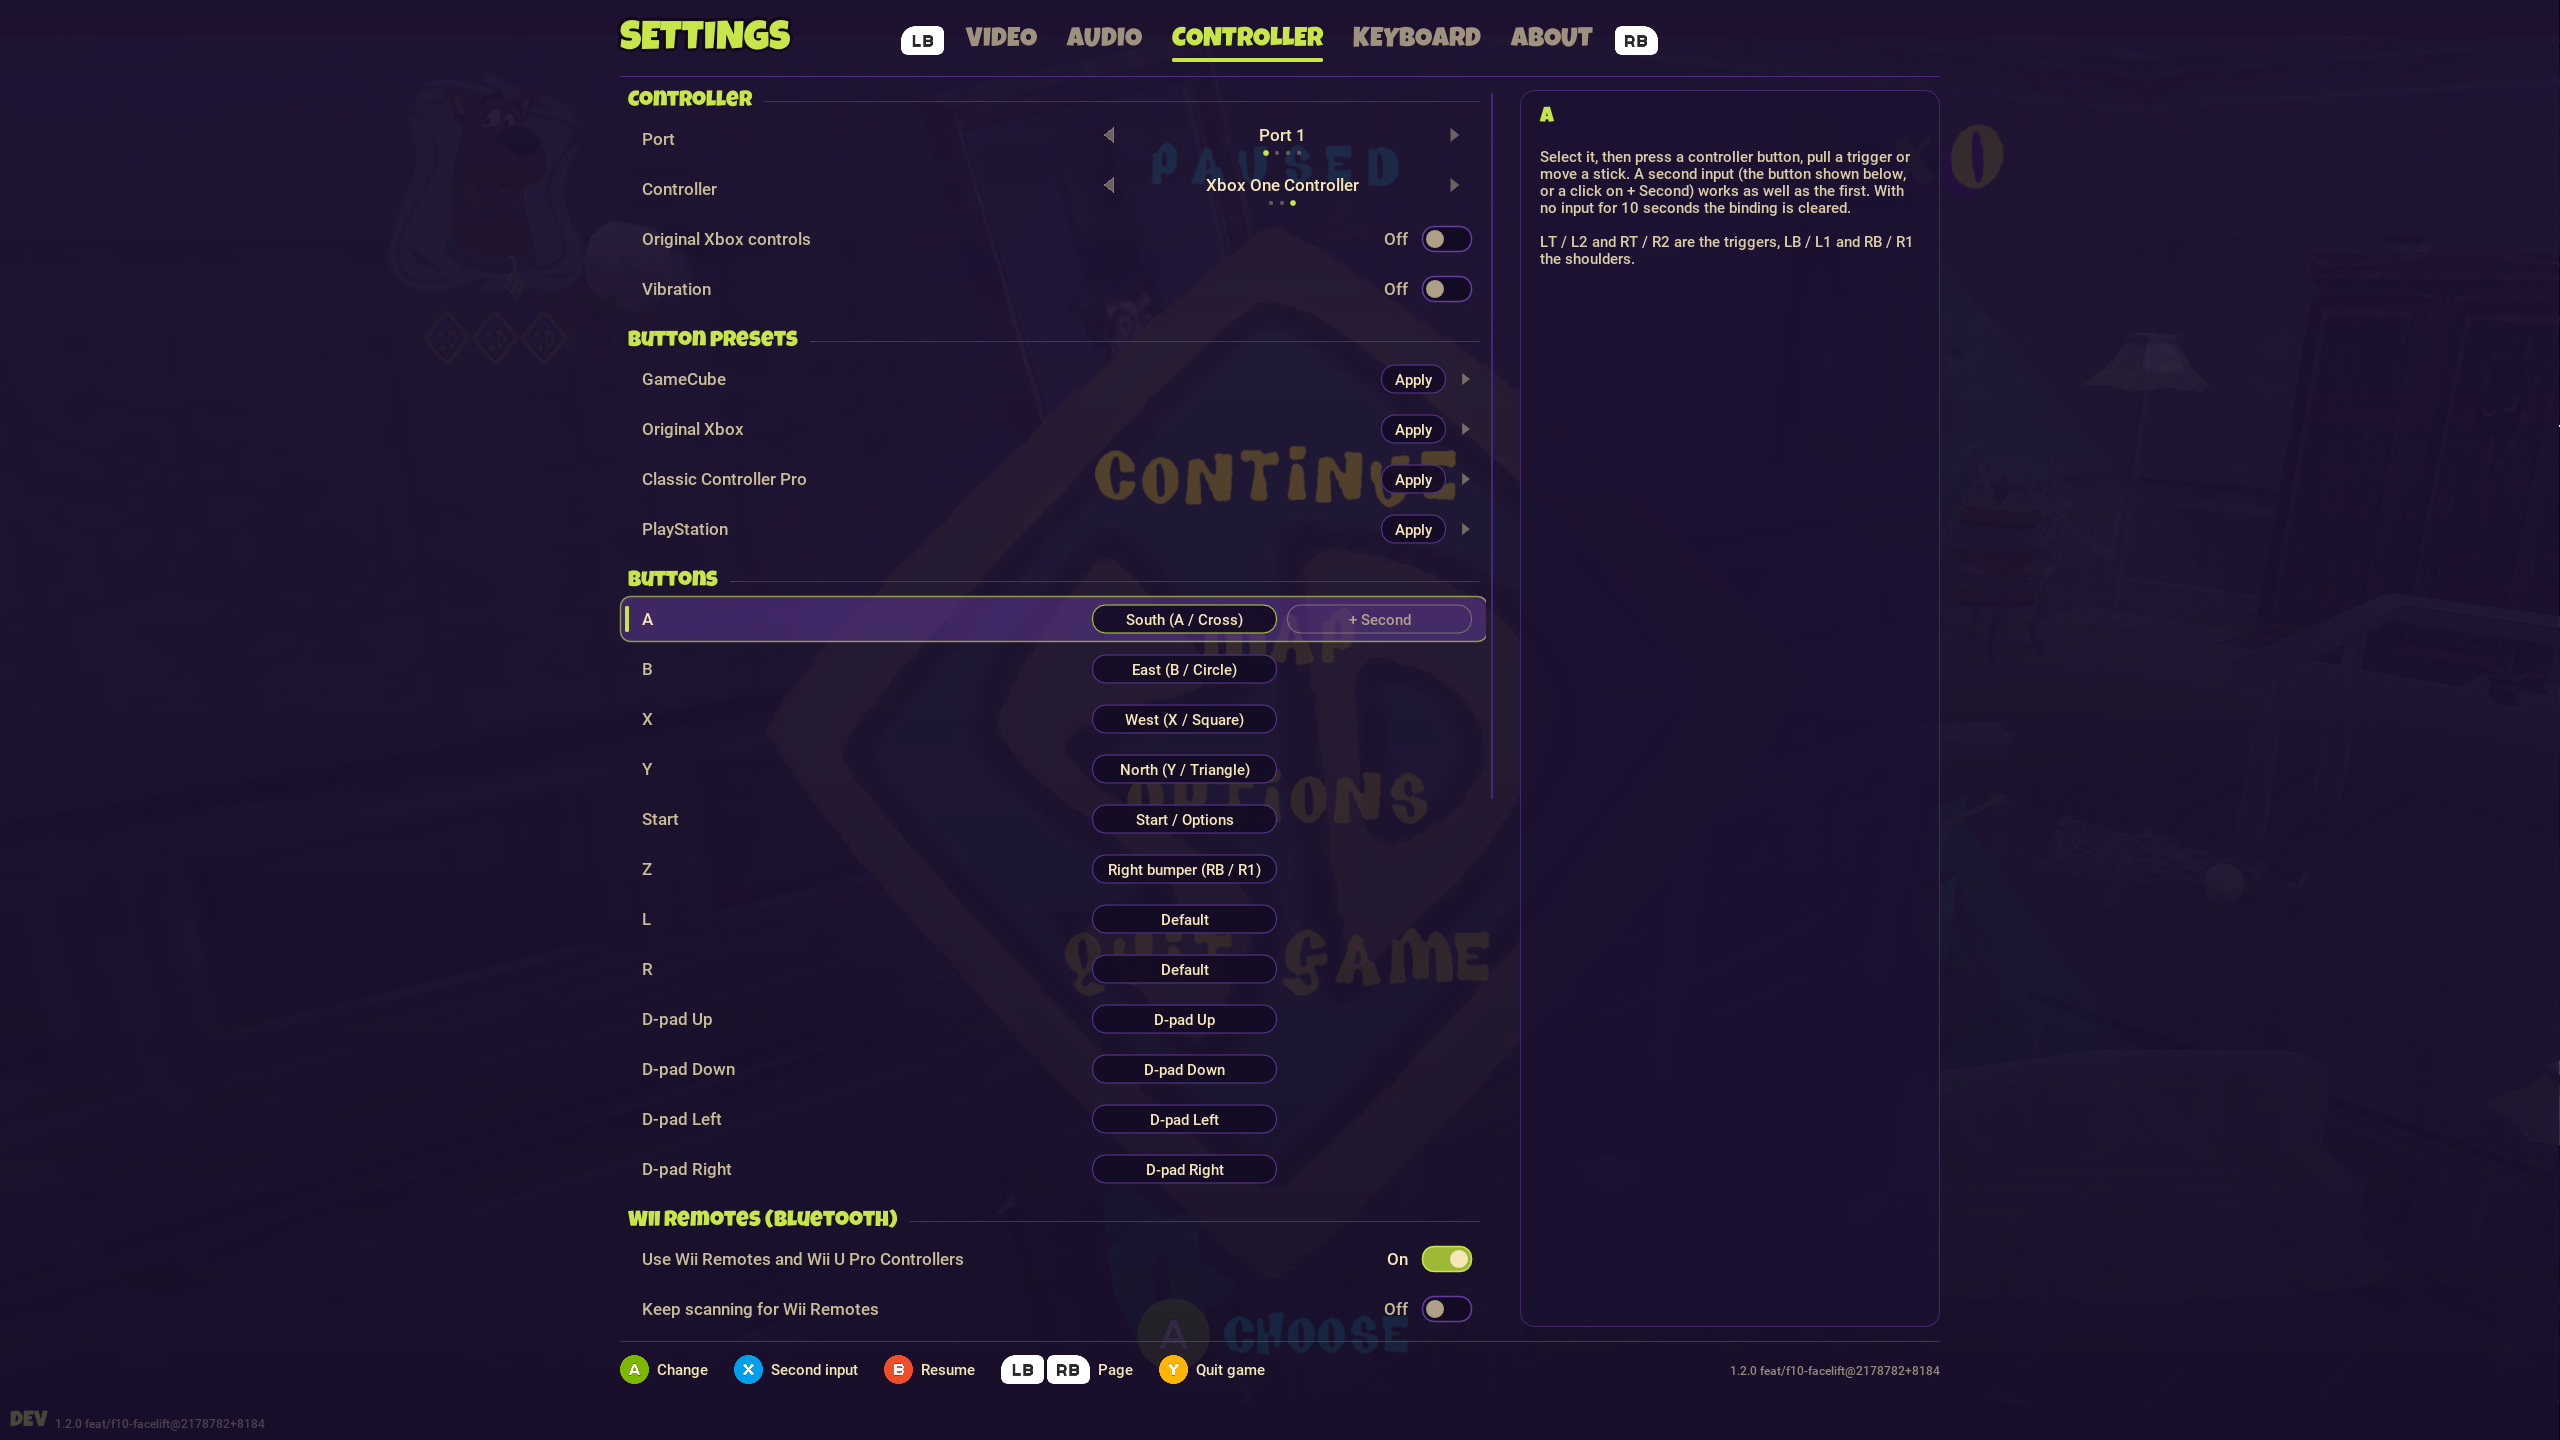 SETTINGS
LB VIDEO AUDIO CONTROLLER KEYBOARD ABOUT RB
Controller
Port Port 1
Controller Xbox One Controller
Original Xbox controls Off
Vibration Off
Button Presets
GameCube Apply
Original Xbox Apply
Classic Controller Pro Apply
PlayStation Apply
Buttons
A South (A / Cross) + Second
B East (B / Circle)
X West (X / Square)
Y North (Y / Triangle)
Start Start / Options
Z Right bumper (RB / R1)
L Default
R Default
D-pad Up D-pad Up
D-pad Down D-pad Down
D-pad Left D-pad Left
D-pad Right D-pad Right
Wii Remotes (Bluetooth)
Use Wii Remotes and Wii U Pro Controllers On
Keep scanning for Wii Remotes Off
A
Select it, then press a controller button, pull a trigger or
move a stick. A second input (the button shown below,
or a click on + Second) works as well as the first. With
no input for 10 seconds the binding is cleared.
LT / L2 and RT / R2 are the triggers, LB / L1 and RB / R1
the shoulders.
PAUSED
x0
CONTINUE
MAP
OPTIONS
QUIT GAME
A CHOOSE
A Change X Second input B Resume LB RB Page Y Quit game
1.2.0 feat/f10-facelift@2178782+8184
DEV 1.2.0 feat/f10-facelift@2178782+8184